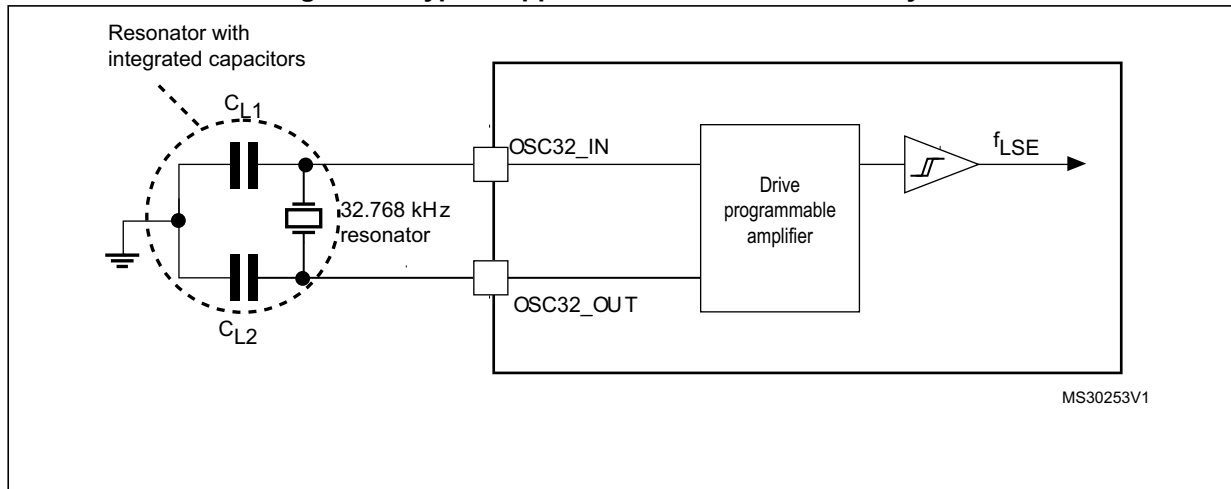 Resonator with
integrated capacitors
CL1
OSC32_IN
fLSE
Drive
programmable
amplifier
32.768 kHz
resonator
OSC32_OUT
CL2
MS30253V1